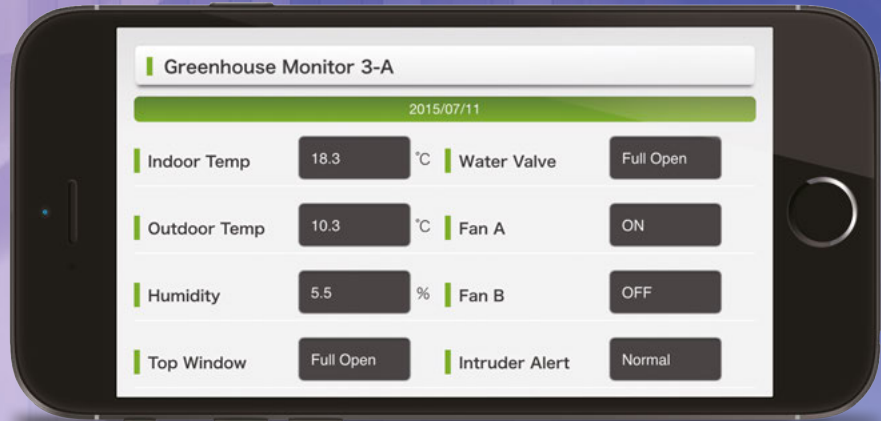 Greenhouse Monitor 3-A
2015/07/11
Indoor Temp 18.3 °C Water Valve Full Open
Outdoor Temp 10.3 °C Fan A ON
Humidity 5.5 % Fan B OFF
Top Window Full Open Intruder Alert Normal